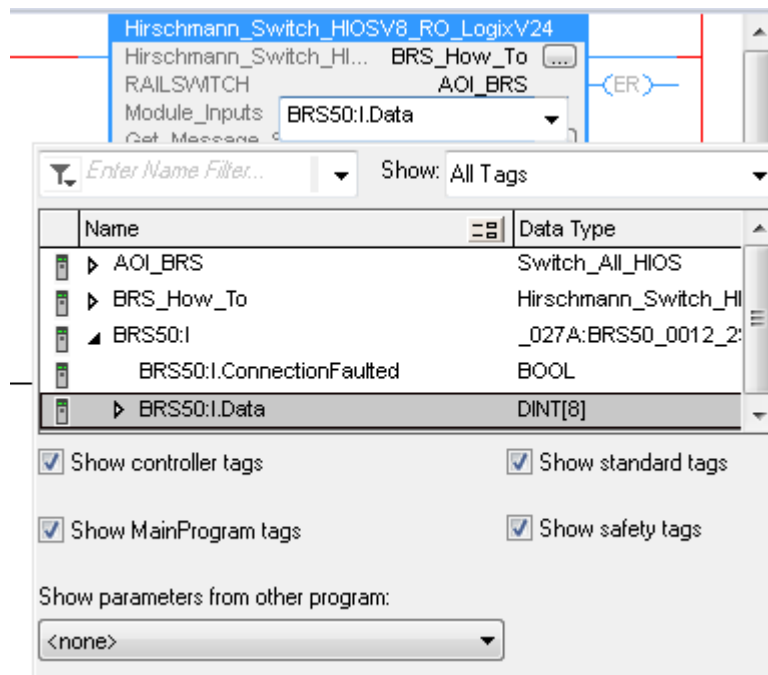 Hirschmann_Switch_HIOSV8_RO_LogixV24
Hirschmann_Switch_HI... BRS_How_To ...
RAILSWITCH AOI_BRS (ER)
Module_Inputs BRS50:I.Data
Get_Message_
Enter Name Filter... Show: All Tags
Name Data Type
AOI_BRS Switch_All_HIOS
BRS_How_To Hirschmann_Switch_HI
BRS50:I _027A:BRS50_0012_2
BRS50:I.ConnectionFaulted BOOL
BRS50:I.Data DINT[8]
Show controller tags Show standard tags
Show MainProgram tags Show safety tags
Show parameters from other program:
<none>